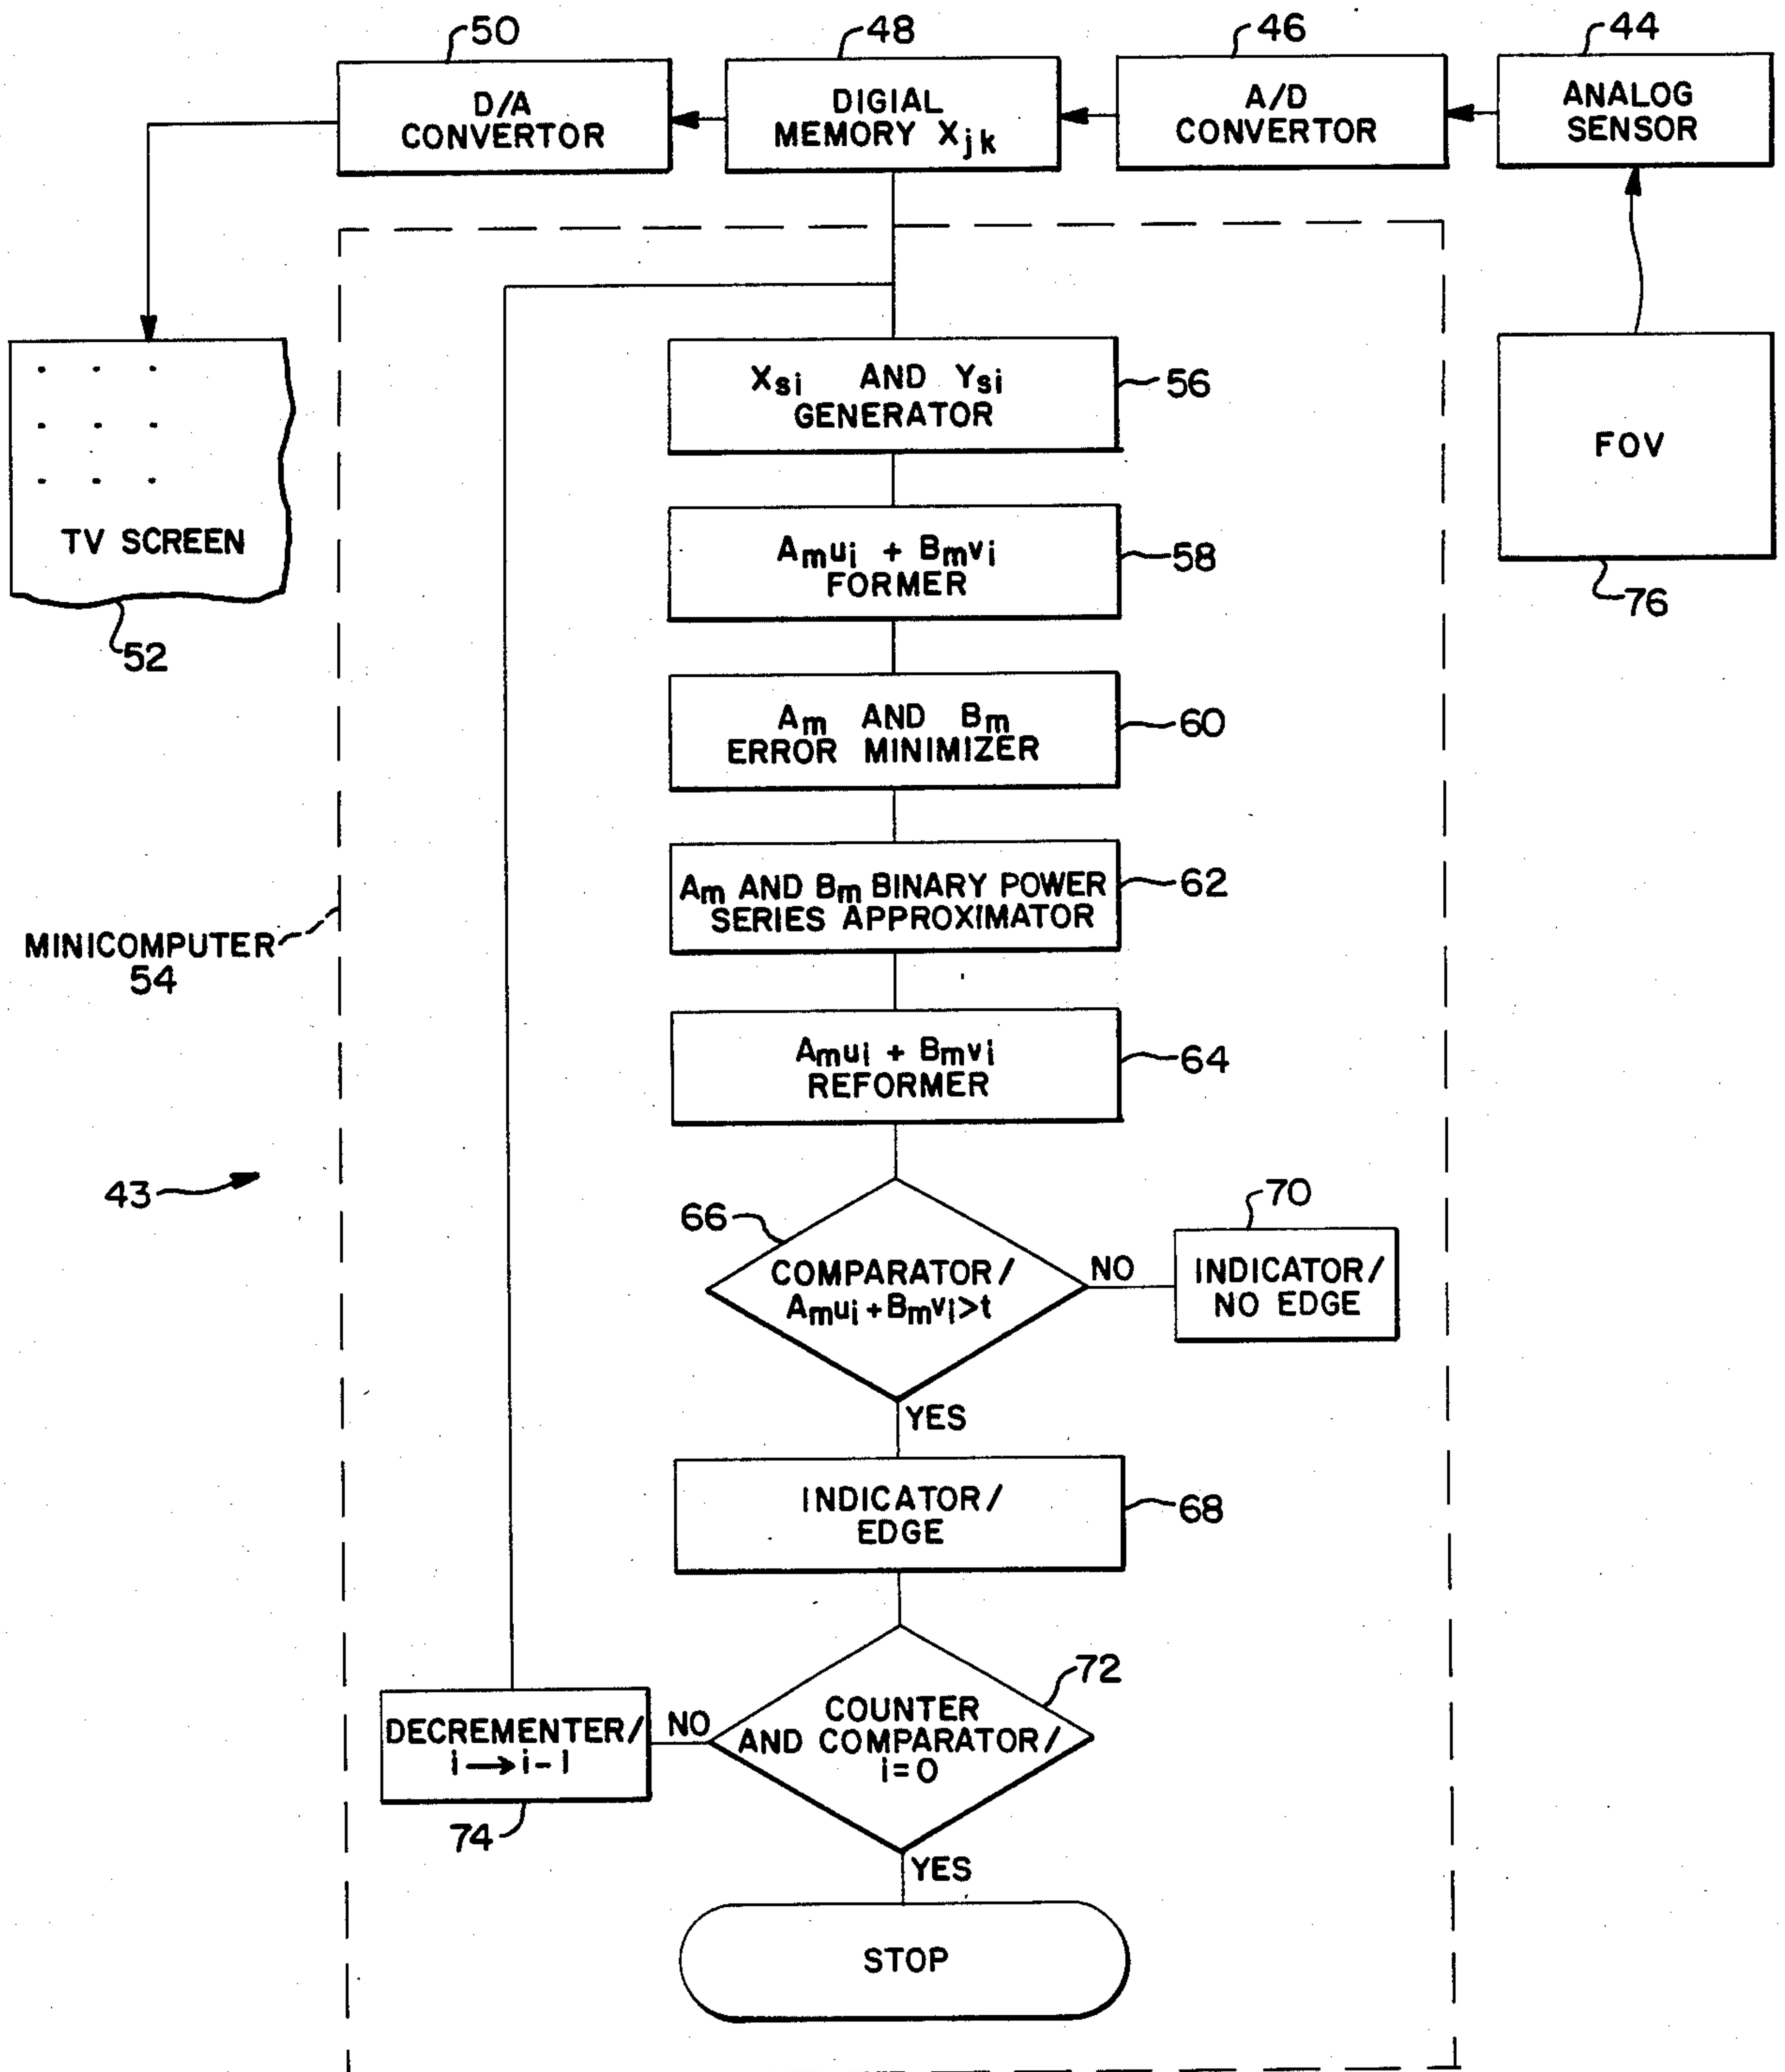 50
48
46
44
D/A
CONVERTOR
DIGIAL
MEMORY Xjk
A/D
CONVERTOR
ANALOG
SENSOR
Xsi AND Ysi
GENERATOR
56
FOV
76
TV SCREEN
52
Amui + Bmvi
FORMER
58
Am AND Bm
ERROR MINIMIZER
60
Am AND Bm BINARY POWER
SERIES APPROXIMATOR
62
MINICOMPUTER
54
Amui + Bmvi
REFORMER
64
43
66
COMPARATOR/
Amui+Bmvi>t
NO
70
INDICATOR/
NO EDGE
YES
INDICATOR/
EDGE
68
72
COUNTER
AND COMPARATOR/
i=0
NO
DECREMENTER/
i→i-1
74
YES
STOP